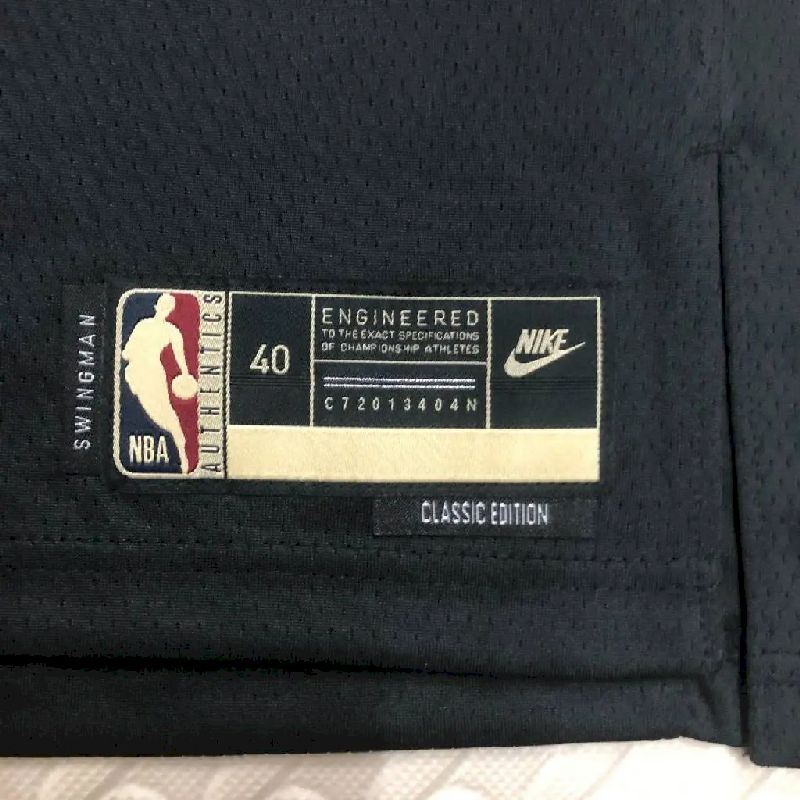 SWINGMAN
NBA
AUTHENTICS
40
ENGINEERED
TO THE EXACT SPECIFICATIONS
OF CHAMPIONSHIP ATHLETES
C72013404N
NIKE
CLASSIC EDITION